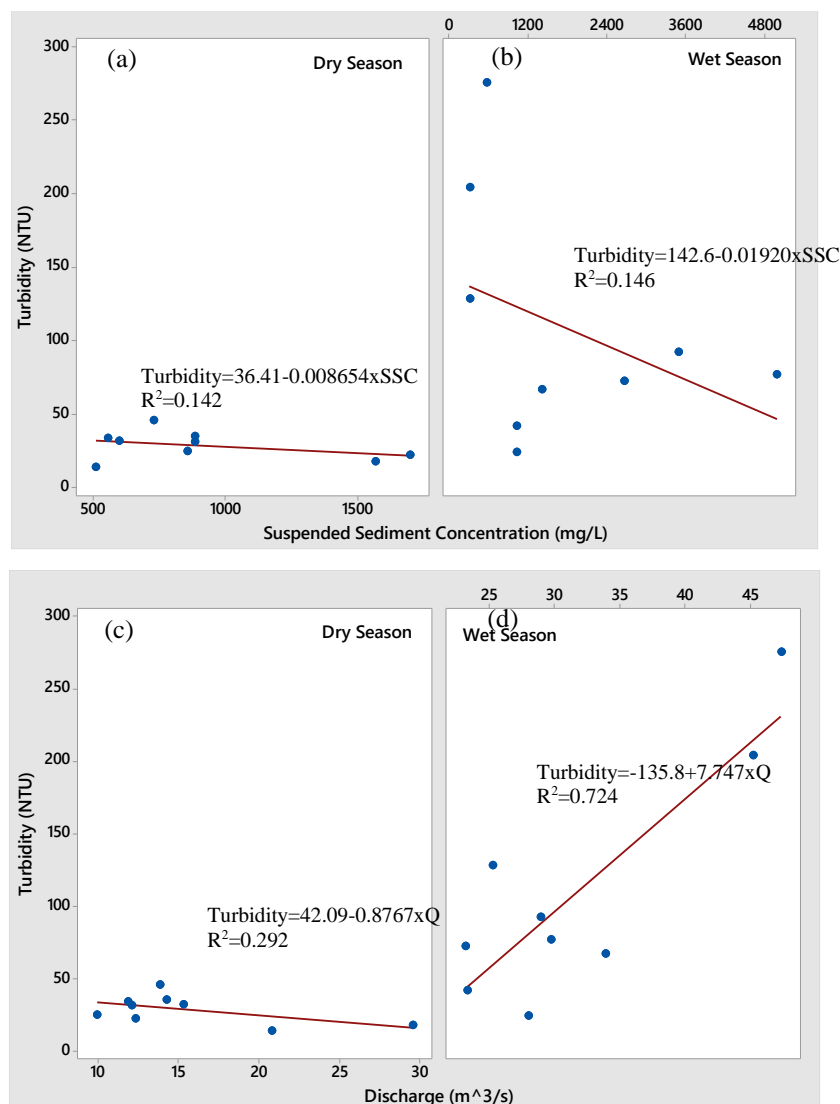 0 1200 2400 3600 4800
300
(a)
Dry Season
(b)
Wet Season
250
200
150
100
50
0
Turbidity (NTU)
Turbidity=142.6-0.01920xSSC
R²=0.146
Turbidity=36.41-0.008654xSSC
R²=0.142
500 1000 1500
Suspended Sediment Concentration (mg/L)
25 30 35 40 45
300
(c)
Dry Season
(d)
Wet Season
250
200
150
100
50
0
Turbidity (NTU)
Turbidity=-135.8+7.747xQ
R²=0.724
Turbidity=42.09-0.8767xQ
R²=0.292
10 15 20 25 30
Discharge (m^3/s)